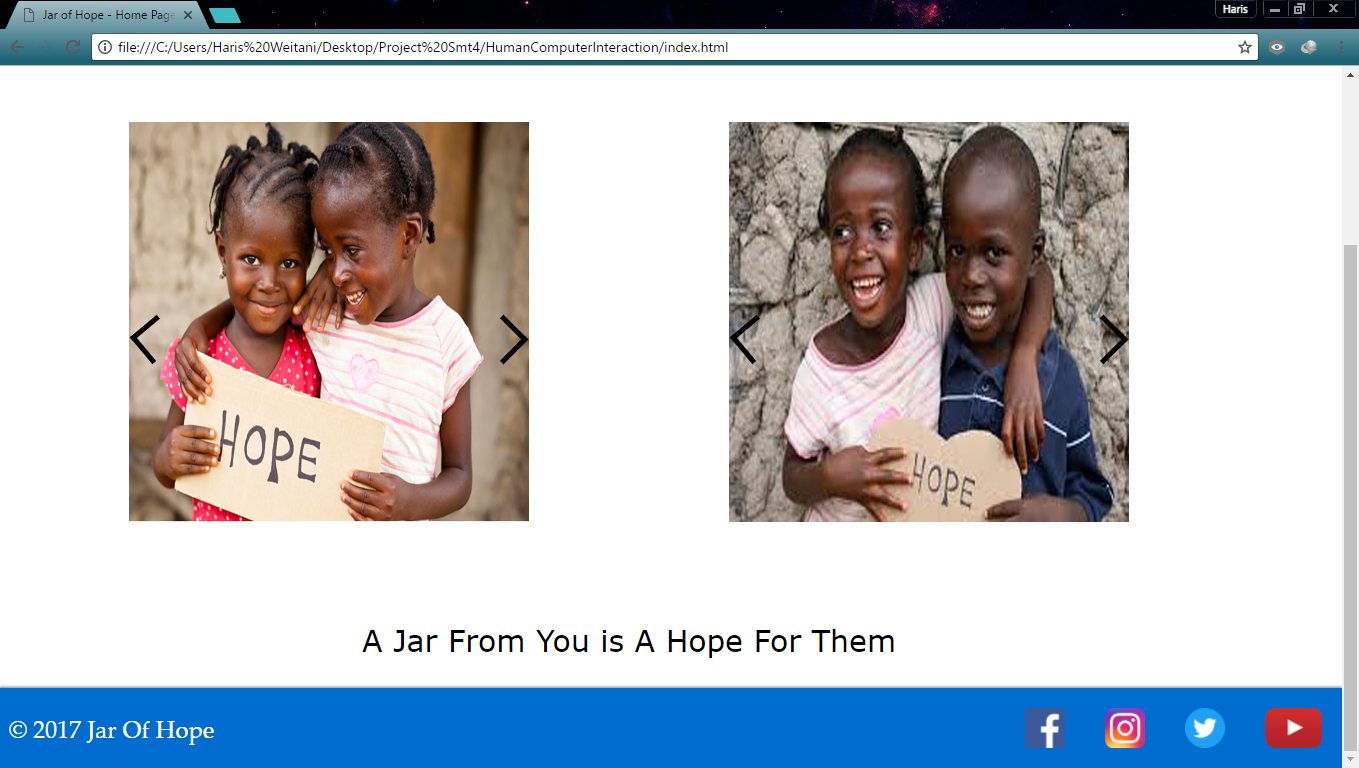 Jar of Hope - Home Page
Haris
file:///C:/Users/Haris%20Weitani/Desktop/Project%20Smt4/HumanComputerInteraction/index.html
HOPE
HOPE
A Jar From You is A Hope For Them
© 2017 Jar Of Hope